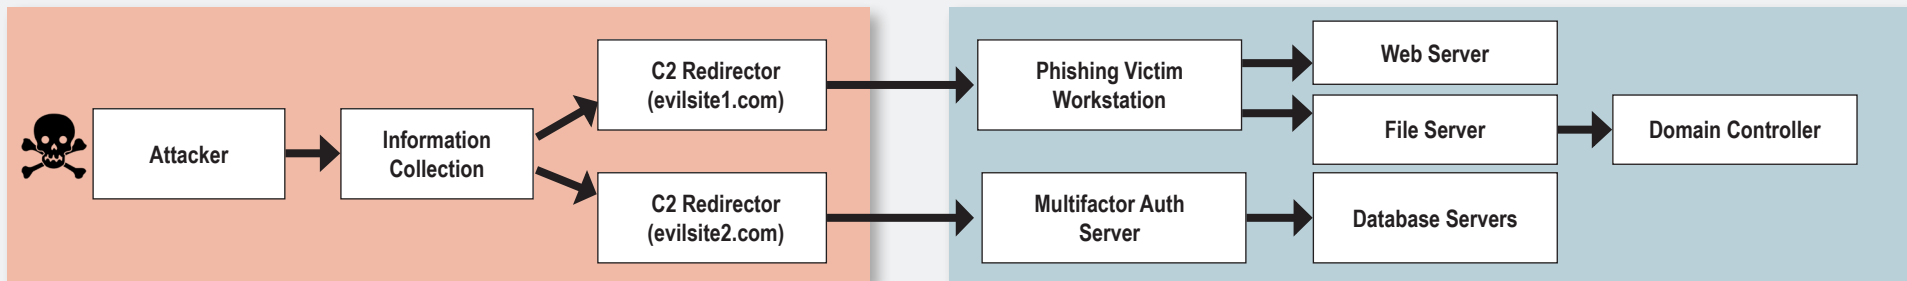 Attacker
Information
Collection
C2 Redirector
(evilsite1.com)
C2 Redirector
(evilsite2.com)
Phishing Victim
Workstation
Multifactor Auth
Server
Web Server
File Server
Database Servers
Domain Controller